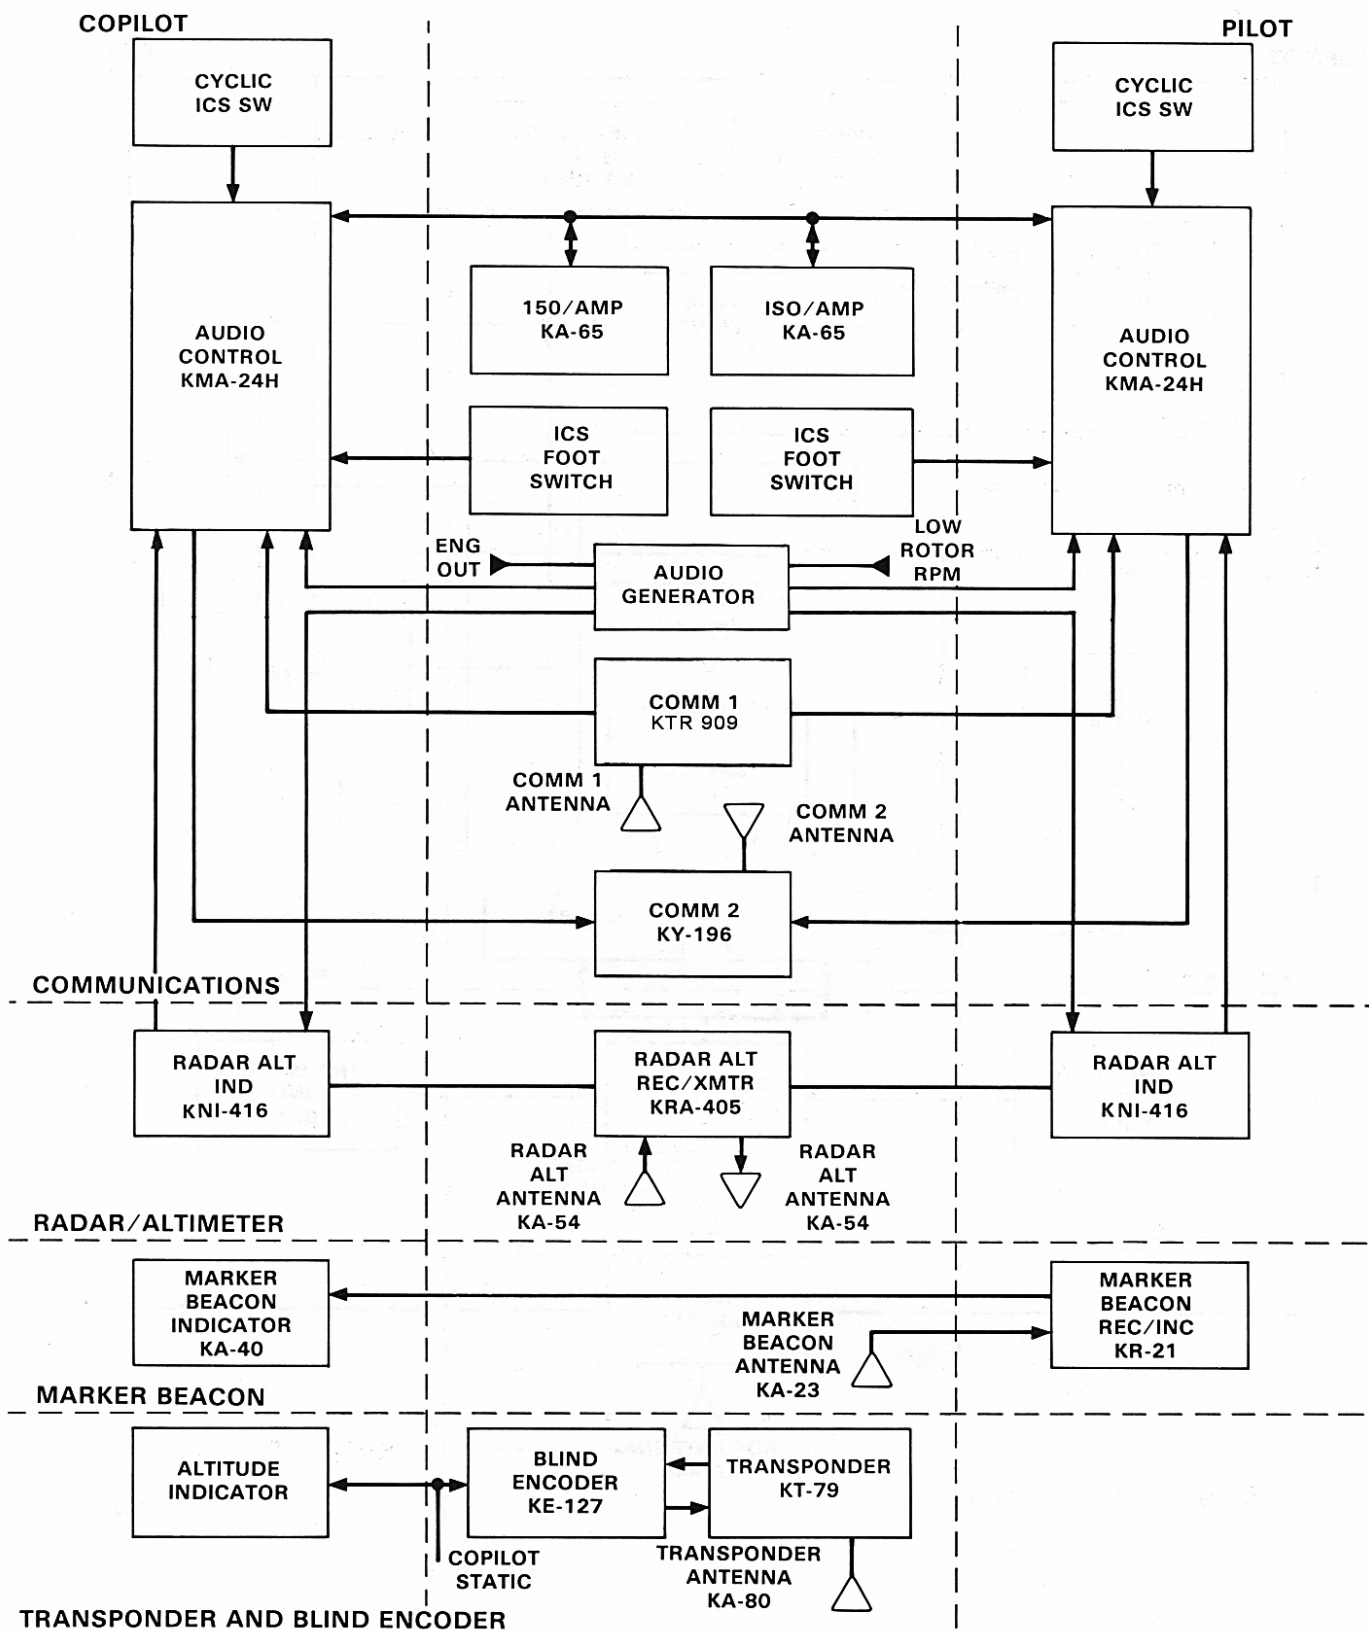 COPILOT
PILOT
CYCLIC
ICS SW
CYCLIC
ICS SW
AUDIO
CONTROL
KMA-24H
150/AMP
KA-65
ISO/AMP
KA-65
AUDIO
CONTROL
KMA-24H
ICS
FOOT
SWITCH
ICS
FOOT
SWITCH
ENG
OUT
AUDIO
GENERATOR
LOW
ROTOR
RPM
COMM 1
KTR 909
COMM 1
ANTENNA
COMM 2
ANTENNA
COMM 2
KY-196
COMMUNICATIONS
RADAR ALT
IND
KNI-416
RADAR ALT
REC/XMTR
KRA-405
RADAR ALT
IND
KNI-416
RADAR
ALT
ANTENNA
KA-54
RADAR
ALT
ANTENNA
KA-54
RADAR/ALTIMETER
MARKER
BEACON
INDICATOR
KA-40
MARKER
BEACON
ANTENNA
KA-23
MARKER
BEACON
REC/INC
KR-21
MARKER BEACON
ALTITUDE
INDICATOR
BLIND
ENCODER
KE-127
TRANSPONDER
KT-79
COPILOT
STATIC
TRANSPONDER
ANTENNA
KA-80
TRANSPONDER AND BLIND ENCODER